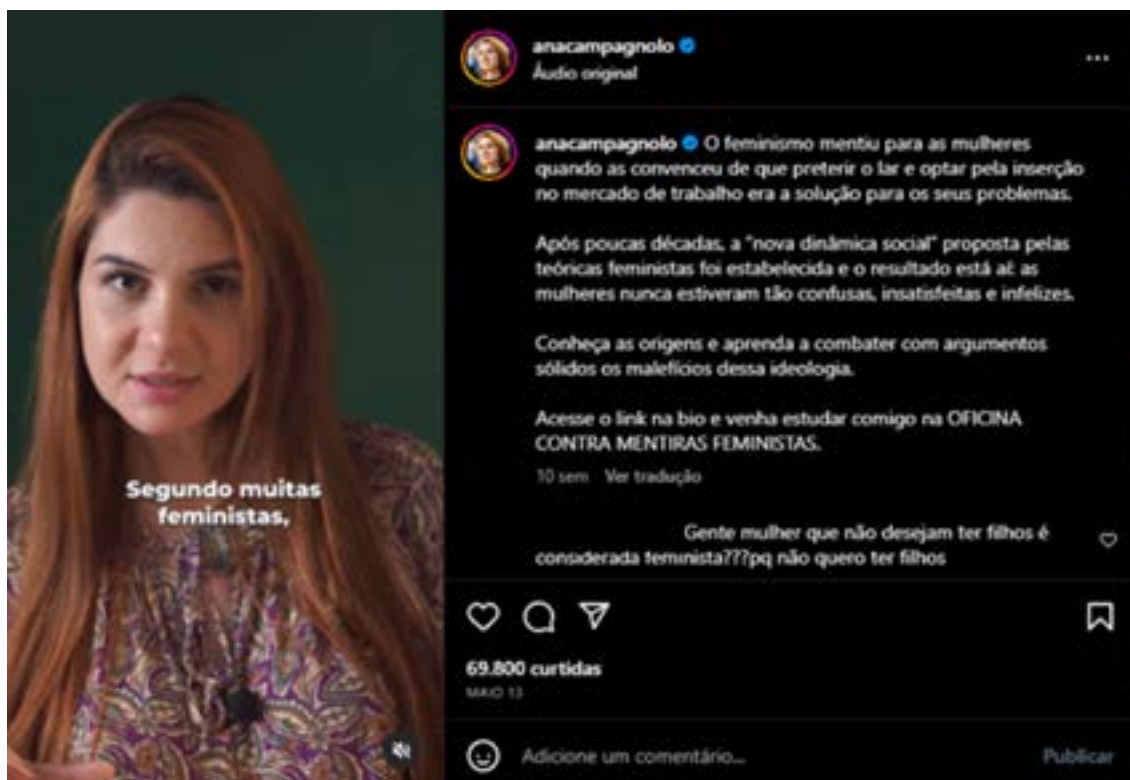 anacampagnolo
Áudio original
anacampagnolo O feminismo mentiu para as mulheres
quando as convenceu de que preterir o lar e optar pela inserção
no mercado de trabalho era a solução para os seus problemas.
Após poucas décadas, a "nova dinâmica social" proposta pelas
teóricas feministas foi estabelecida e o resultado está aí: as
mulheres nunca estiveram tão confusas, insatisfeitas e infelizes.
Conheça as origens e aprenda a combater com argumentos
sólidos os malefícios dessa ideologia.
Acesse o link na bio e venha estudar comigo na OFICINA
CONTRA MENTIRAS FEMINISTAS.
10 sem Ver tradução
Gente mulher que não desejam ter filhos é
considerada feminista???pq não quero ter filhos
69.800 curtidas
MAIO 13
Adicione um comentário... Publicar
Segundo muitas
feministas,